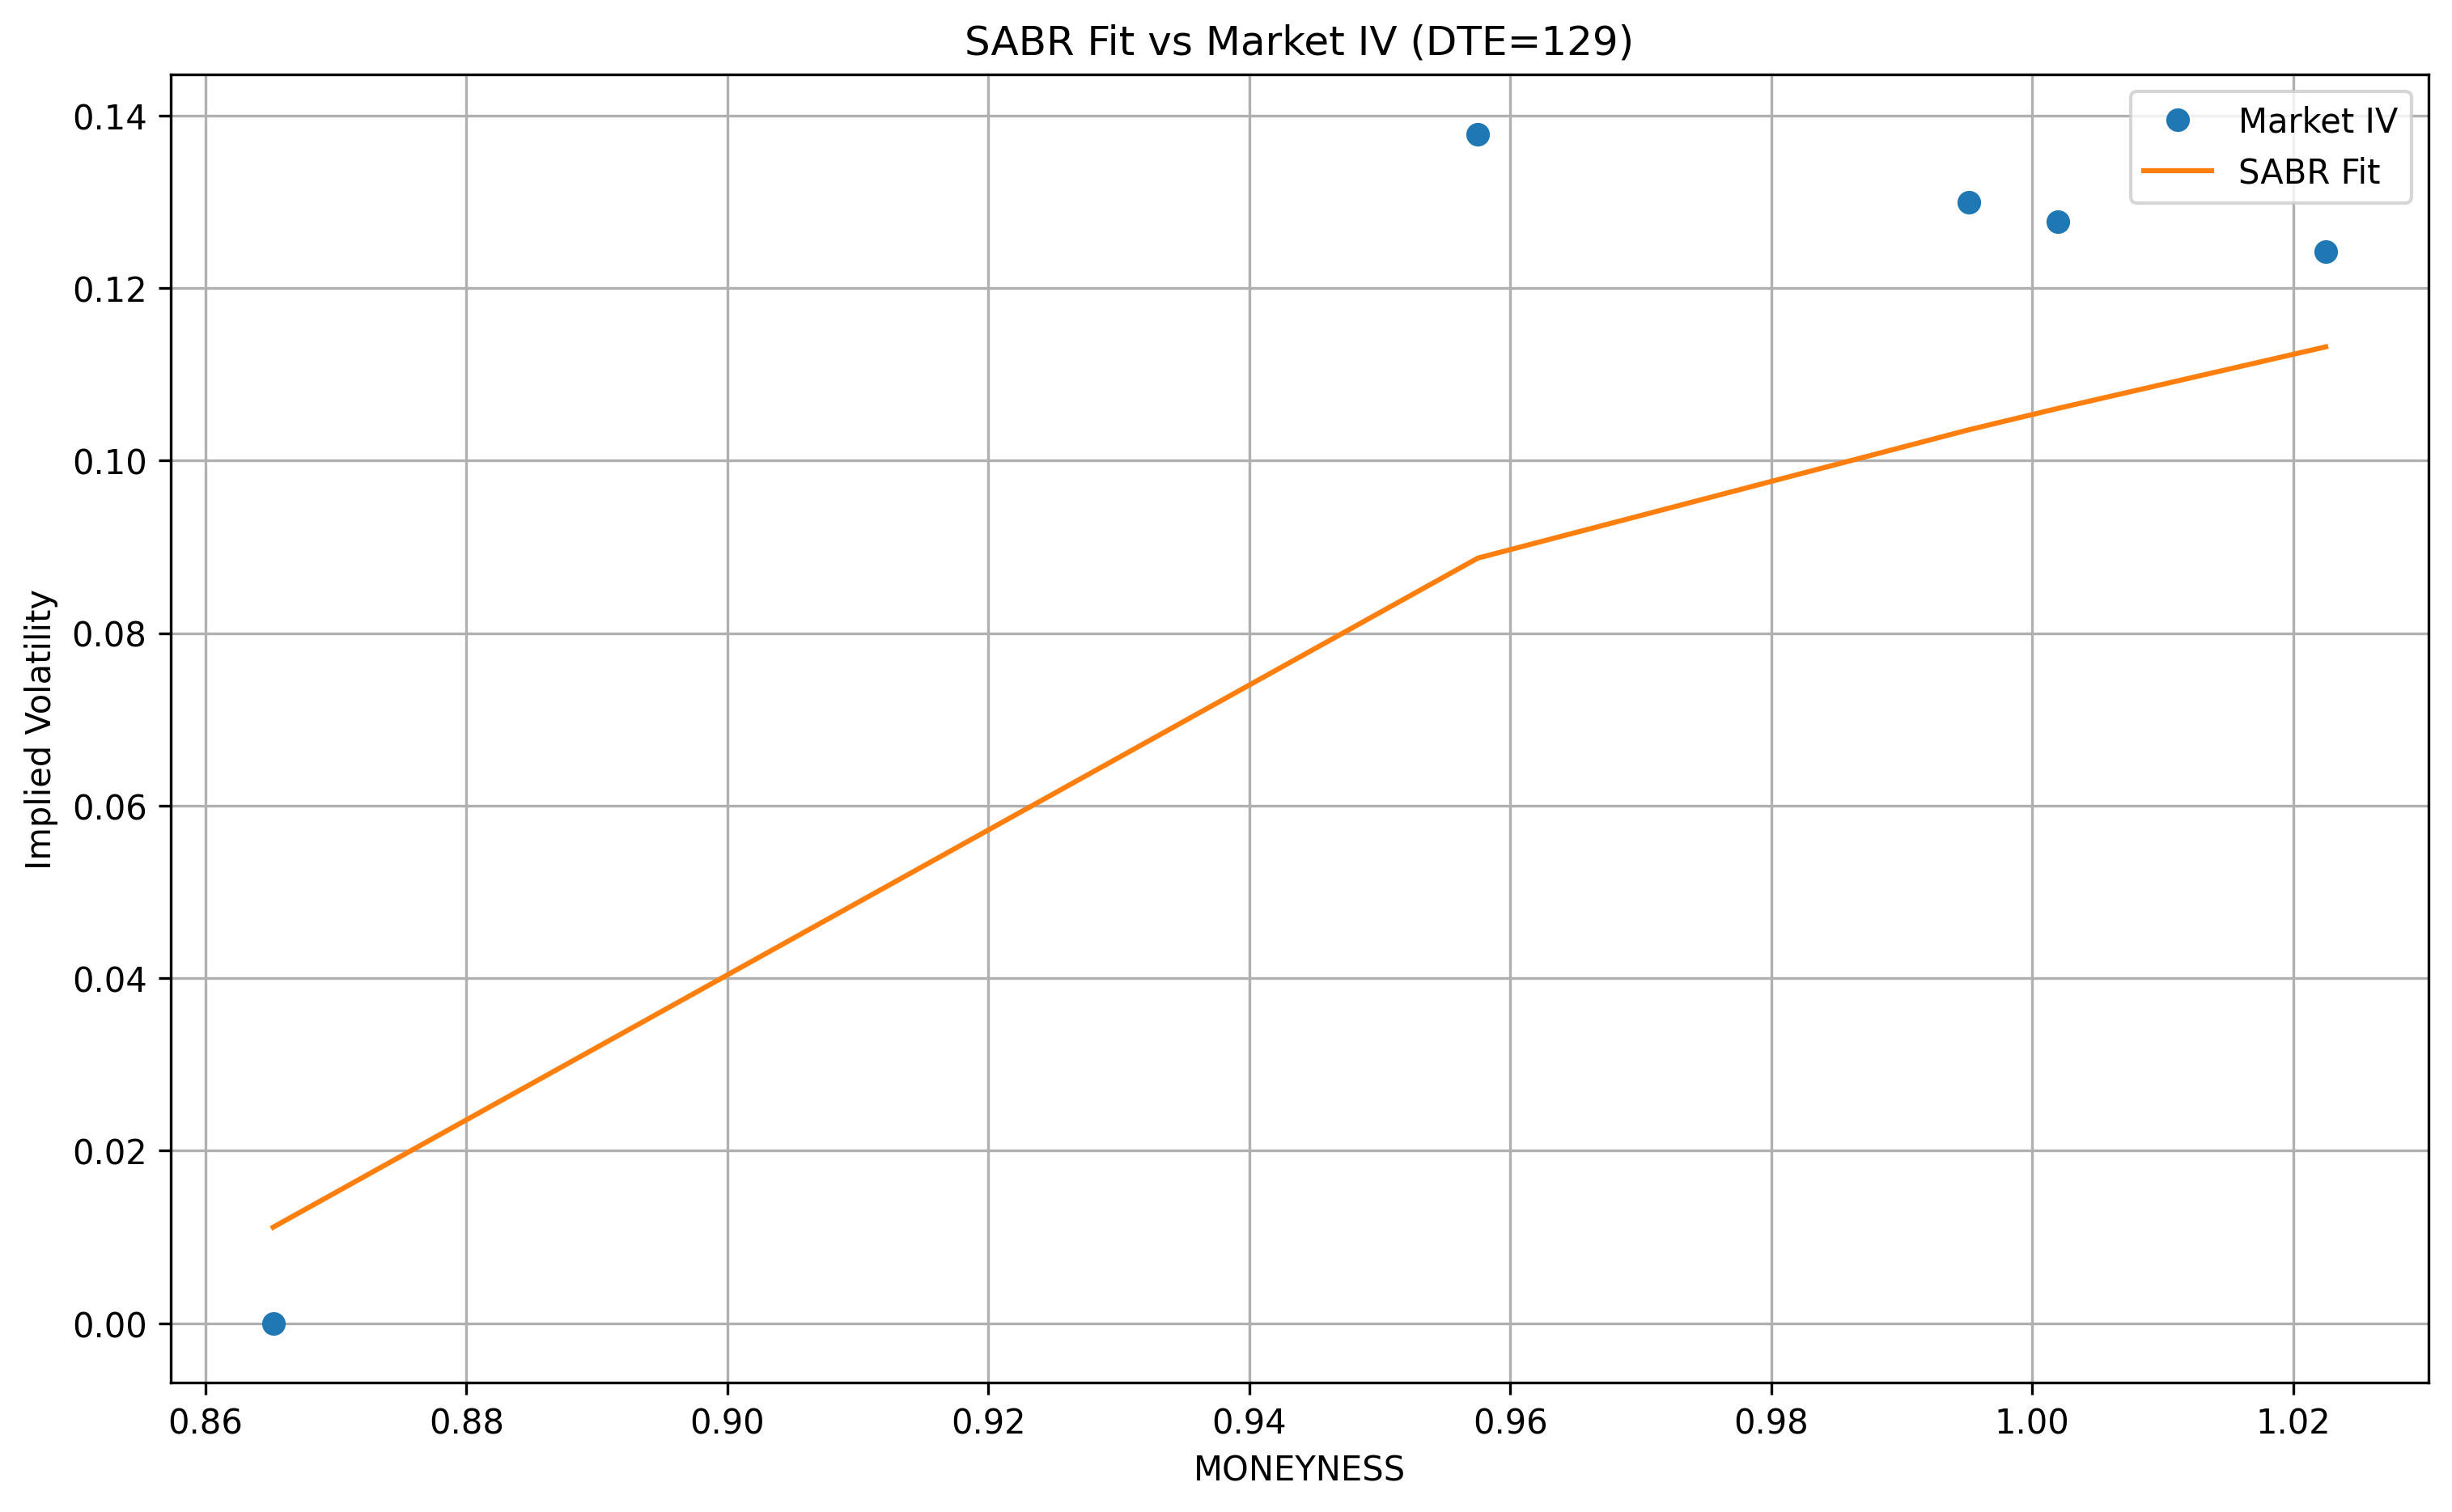 SABR Fit vs Market IV (DTE=129)
Market IV
SABR Fit
Implied Volatility
0.14
0.12
0.10
0.08
0.06
0.04
0.02
0.00
0.86 0.88 0.90 0.92 0.94 0.96 0.98 1.00 1.02
MONEYNESS